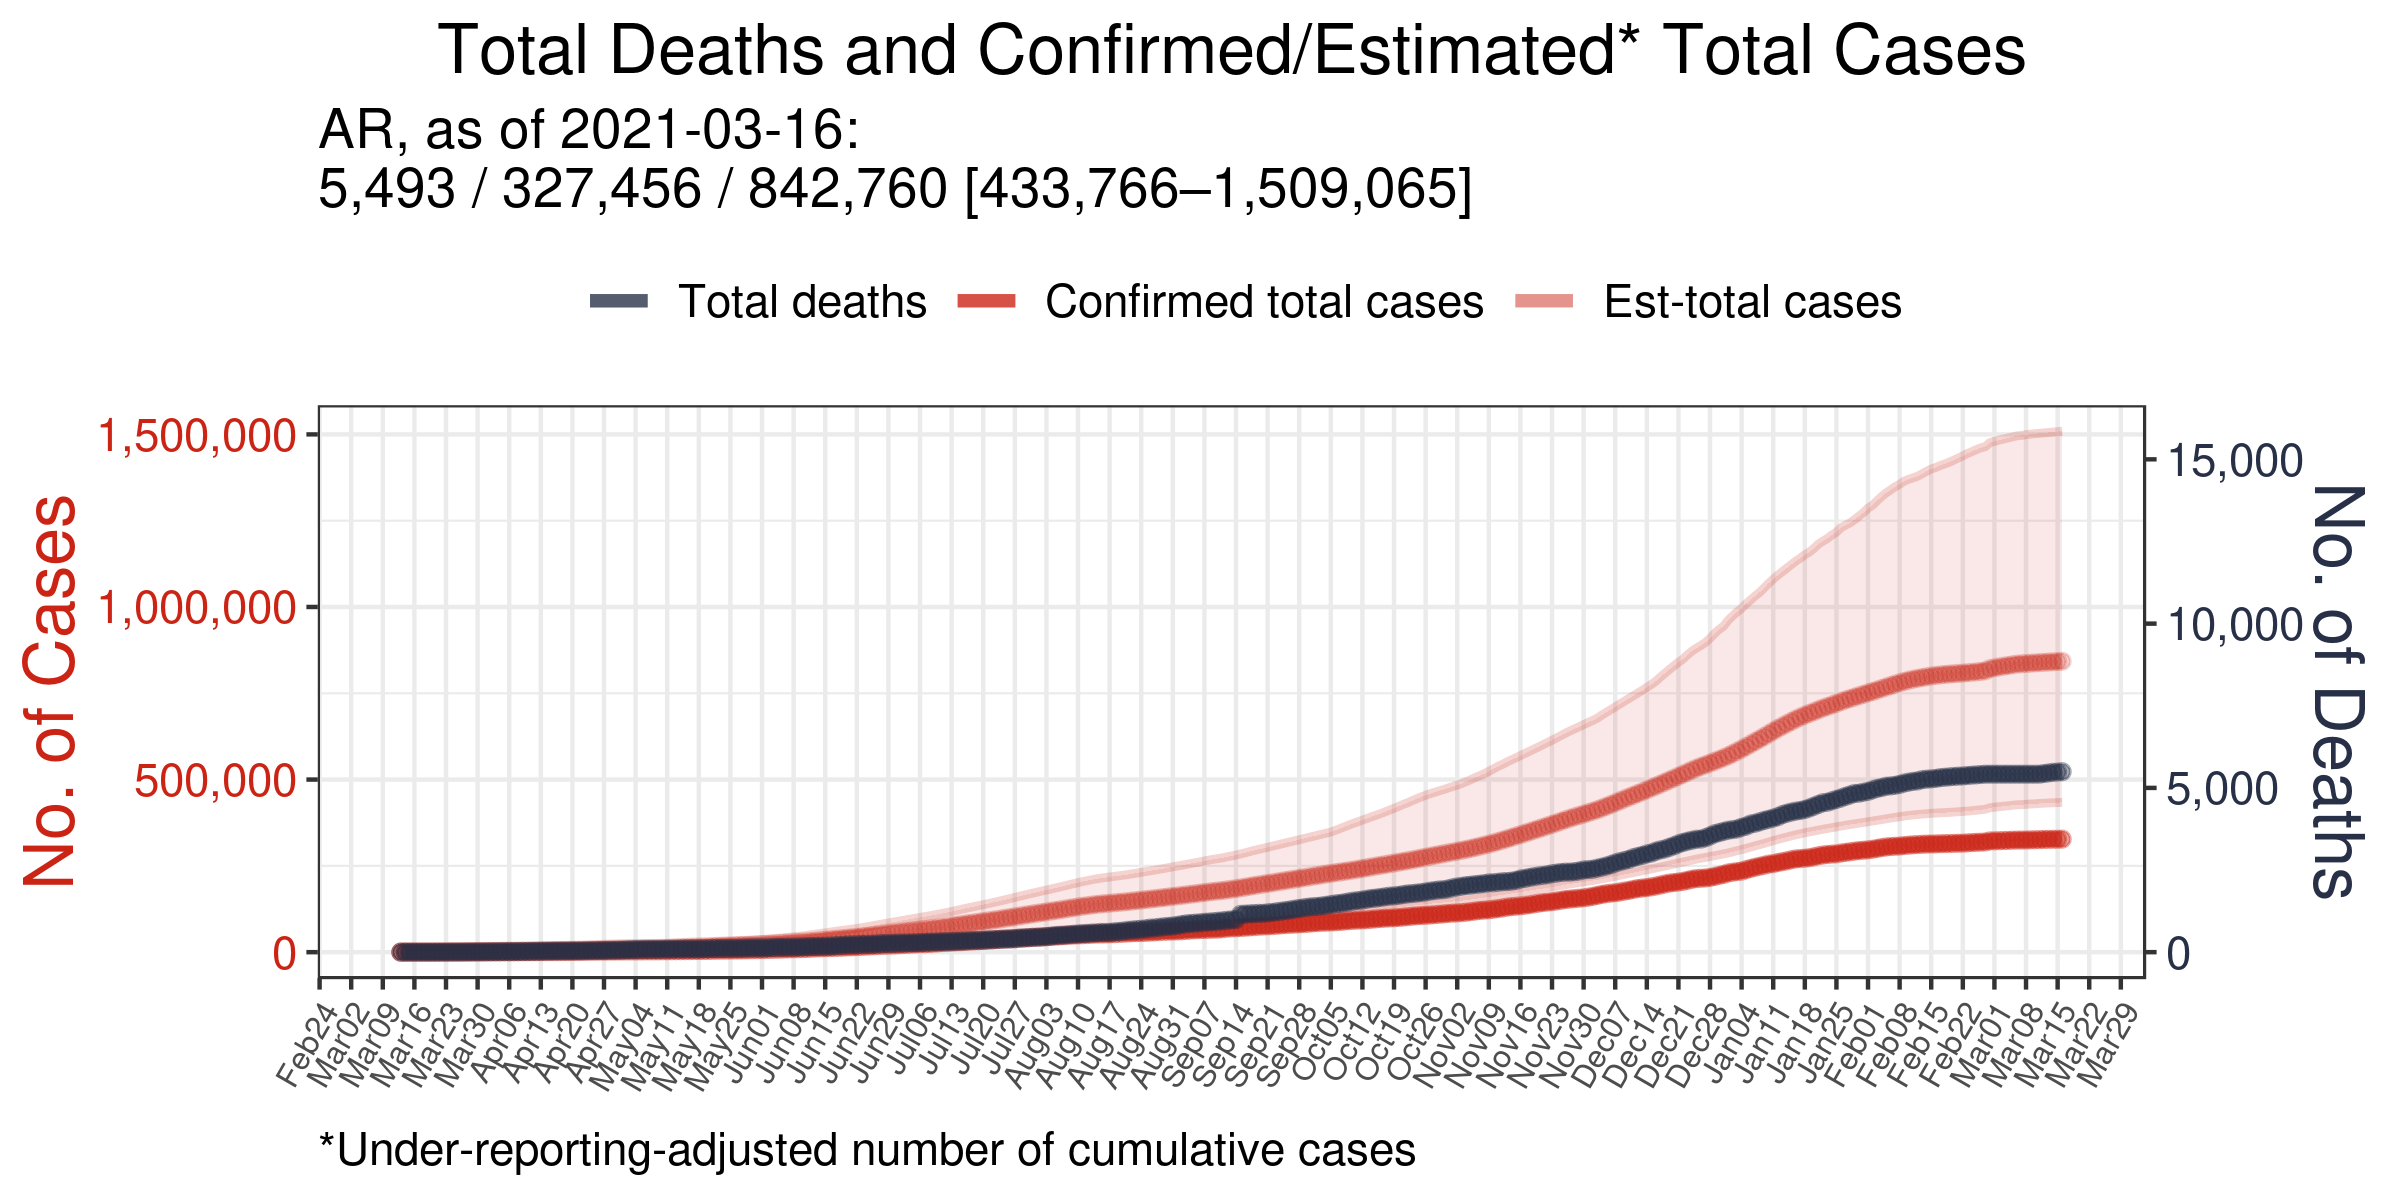 Total Deaths and Confirmed/Estimated* Total Cases
AR, as of 2021-03-16:
5,493 / 327,456 / 842,760 [433,766–1,509,065]
Total deaths
Confirmed total cases
Est-total cases
No. of Cases
1,500,000
1,000,000
500,000
0
15,000
10,000
5,000
0
No. of Deaths
Feb24
Mar02
Mar09
Mar16
Mar23
Mar30
Apr06
Apr13
Apr20
Apr27
May04
May11
May18
May25
Jun01
Jun08
Jun15
Jun22
Jun29
Jul06
Jul13
Jul20
Jul27
Aug03
Aug10
Aug17
Aug24
Aug31
Sep07
Sep14
Sep21
Sep28
Oct05
Oct12
Oct19
Oct26
Nov02
Nov09
Nov16
Nov23
Nov30
Dec07
Dec14
Dec21
Dec28
Jan04
Jan11
Jan18
Jan25
Feb01
Feb08
Feb15
Feb22
Mar01
Mar08
Mar15
Mar22
Mar29
*Under-reporting-adjusted number of cumulative cases